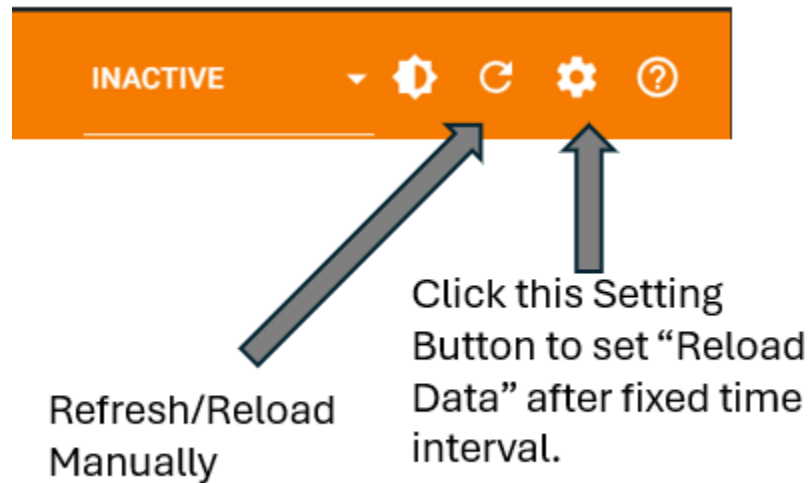 INACTIVE
Click this Setting
Button to set “Reload
Data” after fixed time
interval.
Refresh/Reload
Manually